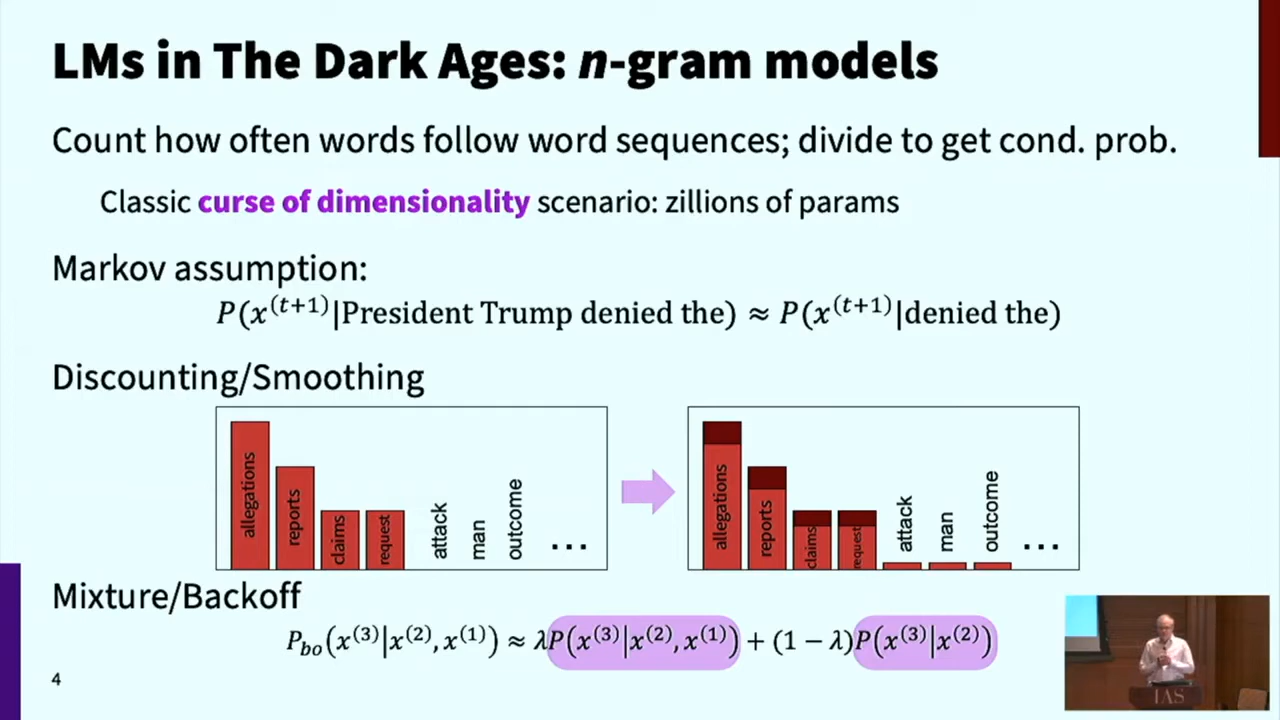 LMs in The Dark Ages: n-gram models
Count how often words follow word sequences; divide to get cond. prob.
Classic curse of dimensionality scenario: zillions of params
Markov assumption:
P(x^(t+1)|President Trump denied the) ≈ P(x^(t+1)|denied the)
Discounting/Smoothing
allegations reports claims request attack man outcome ...
allegations reports claims request attack man outcome ...
Mixture/Backoff
P_bo(x^(3)|x^(2), x^(1)) ≈ λP(x^(3)|x^(2), x^(1)) + (1 − λ)P(x^(3)|x^(2))
4
IAS